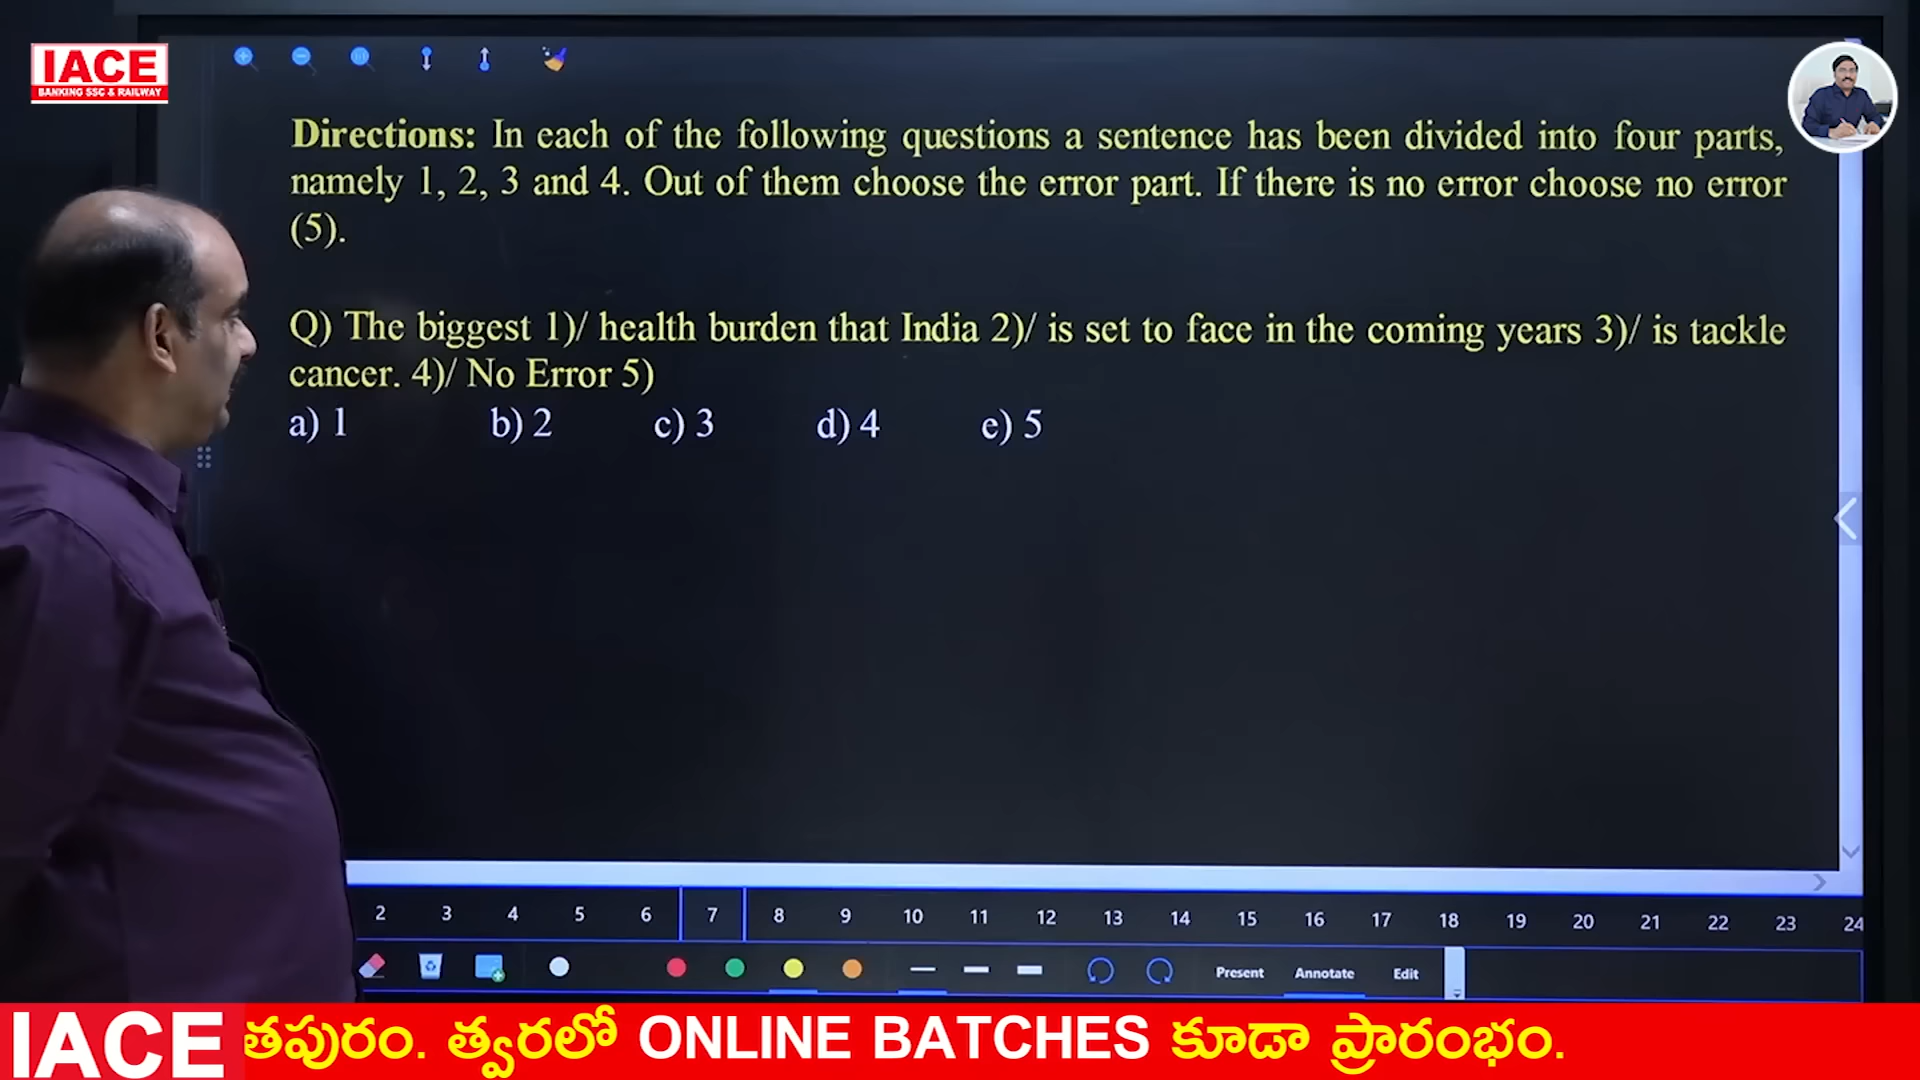 IACE
BANKING SSC & RAILWAY
Directions: In each of the following questions a sentence has been divided into four parts,
namely 1, 2, 3 and 4. Out of them choose the error part. If there is no error choose no error
(5).
Q) The biggest 1)/ health burden that India 2)/ is set to face in the coming years 3)/ is tackle
cancer. 4)/ No Error 5)
a) 1 b) 2 c) 3 d) 4 e) 5
2 3 4 5 6 7 8 9 10 11 12 13 14 15 16 17 18 19 20 21 22 23 24
Present Annotate Edit
IACE తపురం. త్వరలో ONLINE BATCHES కూడా ప్రారంభం.